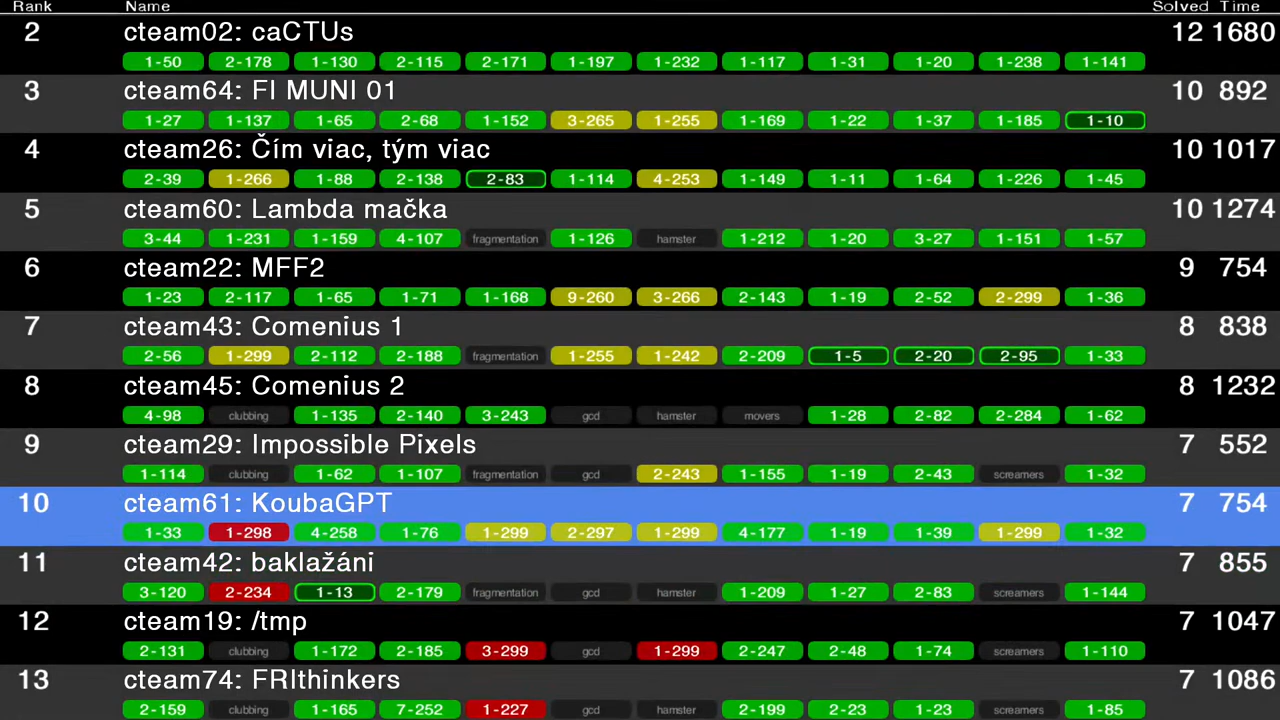 Rank Name Solved Time
2 cteam02: caCTUs 12 1680
1-50 2-178 1-130 2-115 2-171 1-197 1-232 1-117 1-31 1-20 1-238 1-141
3 cteam64: FI MUNI 01 10 892
1-27 1-137 1-65 2-68 1-152 3-265 1-255 1-169 1-22 1-37 1-185 1-10
4 cteam26: Čím viac, tým viac 10 1017
2-39 1-266 1-88 2-138 2-83 1-114 4-253 1-149 1-11 1-64 1-226 1-45
5 cteam60: Lambda mačka 10 1274
3-44 1-231 1-159 4-107 fragmentation 1-126 hamster 1-212 1-20 3-27 1-151 1-57
6 cteam22: MFF2 9 754
1-23 2-117 1-65 1-71 1-168 9-260 3-266 2-143 1-19 2-52 2-299 1-36
7 cteam43: Comenius 1 8 838
2-56 1-299 2-112 2-188 fragmentation 1-255 1-242 2-209 1-5 2-20 2-95 1-33
8 cteam45: Comenius 2 8 1232
4-98 clubbing 1-135 2-140 3-243 gcd hamster movers 1-28 2-82 2-284 1-62
9 cteam29: Impossible Pixels 7 552
1-114 clubbing 1-62 1-107 fragmentation gcd 2-243 1-155 1-19 2-43 screamers 1-32
10 cteam61: KoubaGPT 7 754
1-33 1-298 4-258 1-76 1-299 2-297 1-299 4-177 1-19 1-39 1-299 1-32
11 cteam42: baklažáni 7 855
3-120 2-234 1-13 2-179 fragmentation gcd hamster 1-209 1-27 2-83 screamers 1-144
12 cteam19: /tmp 7 1047
2-131 clubbing 1-172 2-185 3-299 gcd 1-299 2-247 2-48 1-74 screamers 1-110
13 cteam74: FRIthinkers 7 1086
2-159 clubbing 1-165 7-252 1-227 gcd hamster 2-199 2-23 1-23 screamers 1-85